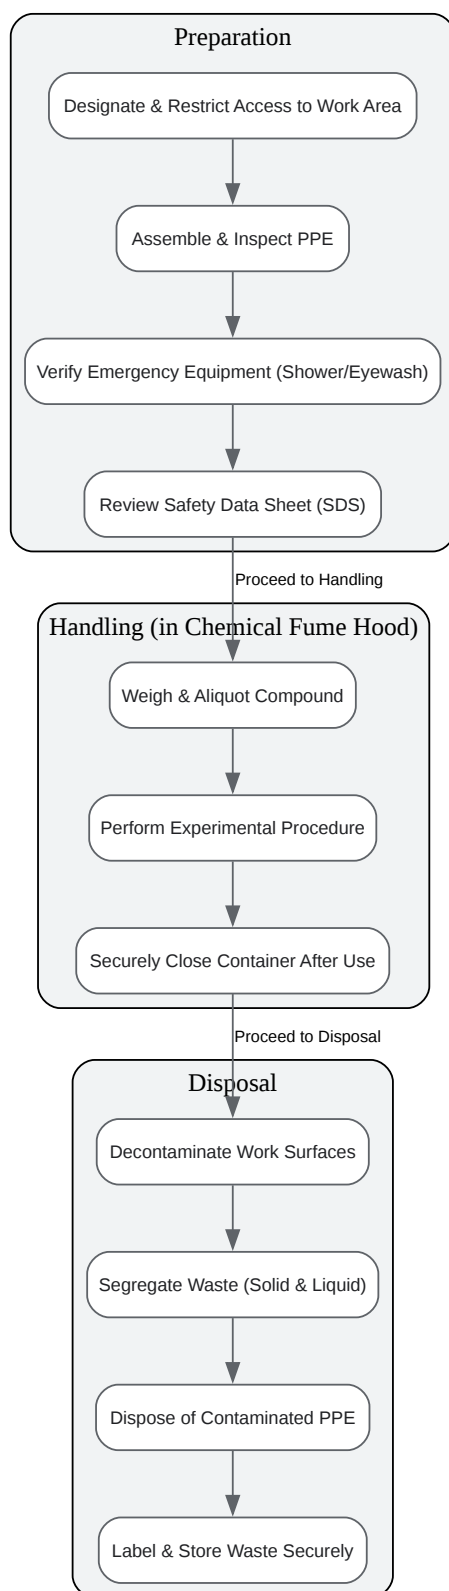 Preparation
Designate & Restrict Access to Work Area
Assemble & Inspect PPE
Verify Emergency Equipment (Shower/Eyewash)
Review Safety Data Sheet (SDS)
Proceed to Handling
Handling (in Chemical Fume Hood)
Weigh & Aliquot Compound
Perform Experimental Procedure
Securely Close Container After Use
Proceed to Disposal
Disposal
Decontaminate Work Surfaces
Segregate Waste (Solid & Liquid)
Dispose of Contaminated PPE
Label & Store Waste Securely